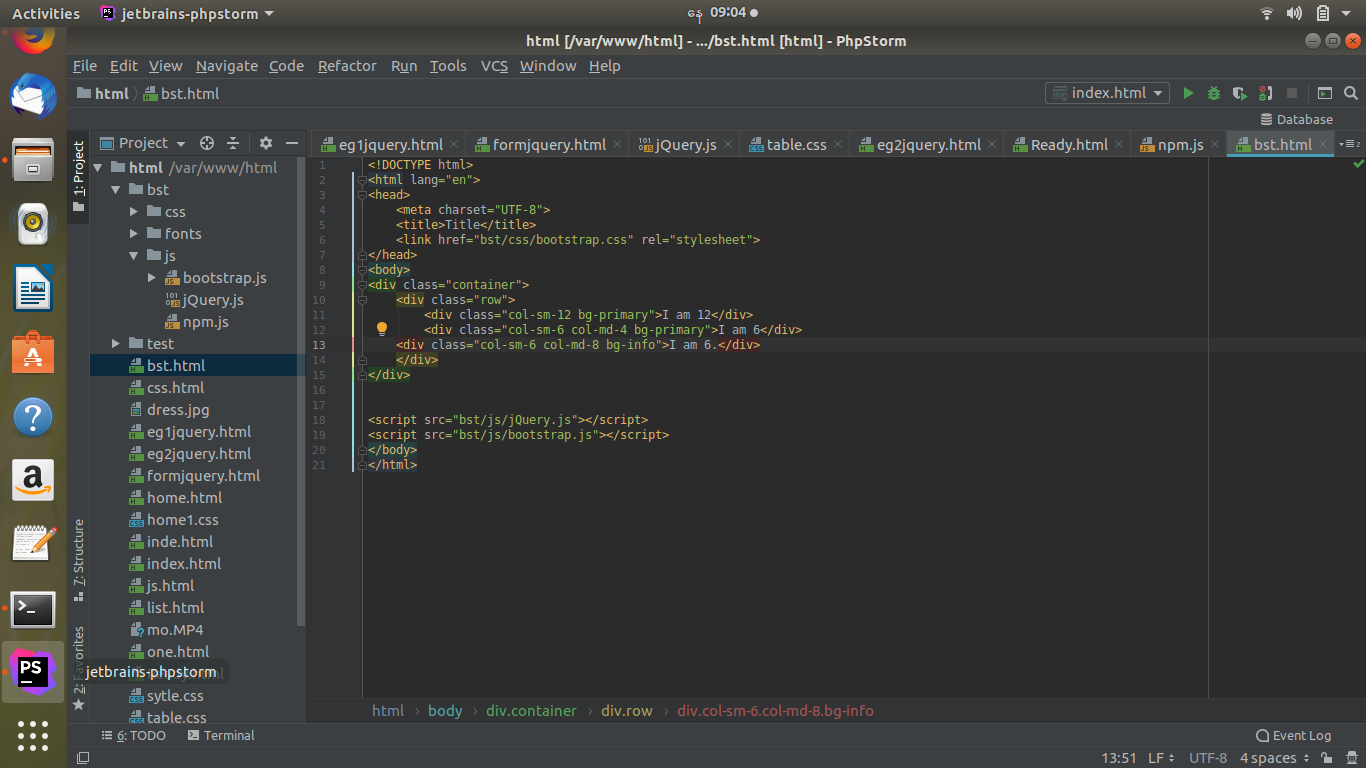 Activities jetbrains-phpstorm နေ 09:04
html [/var/www/html] - .../bst.html [html] - PhpStorm
File Edit View Navigate Code Refactor Run Tools VCS Window Help
html bst.html index.html
Database
1: Project
Project
eg1jquery.html formjquery.html jQuery.js table.css eg2jquery.html Ready.html npm.js bst.html
html /var/www/html
bst
css
fonts
js
bootstrap.js
jQuery.js
npm.js
test
bst.html
css.html
dress.jpg
eg1jquery.html
eg2jquery.html
formjquery.html
home.html
home1.css
inde.html
index.html
js.html
list.html
mo.MP4
one.html
jetbrains-phpstorm
sytle.css
table.css
7: Structure
2: Favorites
1 <!DOCTYPE html>
2 <html lang="en">
3 <head>
4 <meta charset="UTF-8">
5 <title>Title</title>
6 <link href="bst/css/bootstrap.css" rel="stylesheet">
7 </head>
8 <body>
9 <div class="container">
10 <div class="row">
11 <div class="col-sm-12 bg-primary">I am 12</div>
12 <div class="col-sm-6 col-md-4 bg-primary">I am 6</div>
13 <div class="col-sm-6 col-md-8 bg-info">I am 6.</div>
14 </div>
15 </div>
16
17
18 <script src="bst/js/jQuery.js"></script>
19 <script src="bst/js/bootstrap.js"></script>
20 </body>
21 </html>
html body div.container div.row div.col-sm-6.col-md-8.bg-info
6: TODO Terminal Event Log
13:51 LF UTF-8 4 spaces